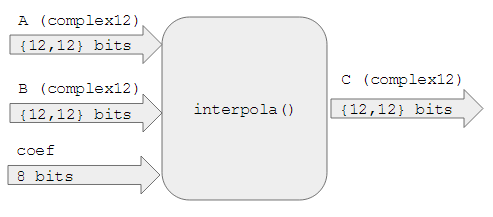 A (complex12)
{12,12} bits
B (complex12)
{12,12} bits
coef
8 bits
interpola()
C (complex12)
{12,12} bits